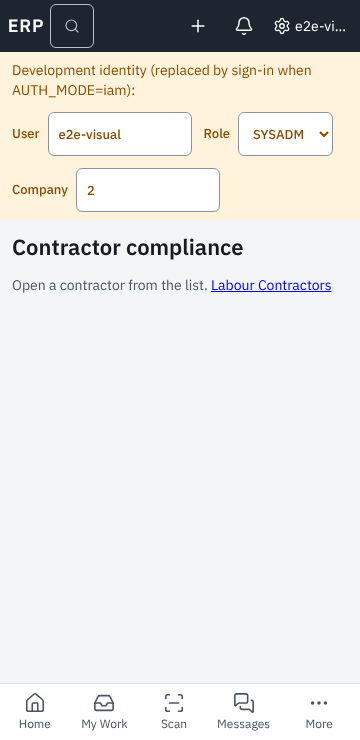 ERP e2e-vi...
Development identity (replaced by sign-in when
AUTH_MODE=iam):
User e2e-visual Role SYSADM
Company 2
Contractor compliance
Open a contractor from the list. Labour Contractors
Home My Work Scan Messages More